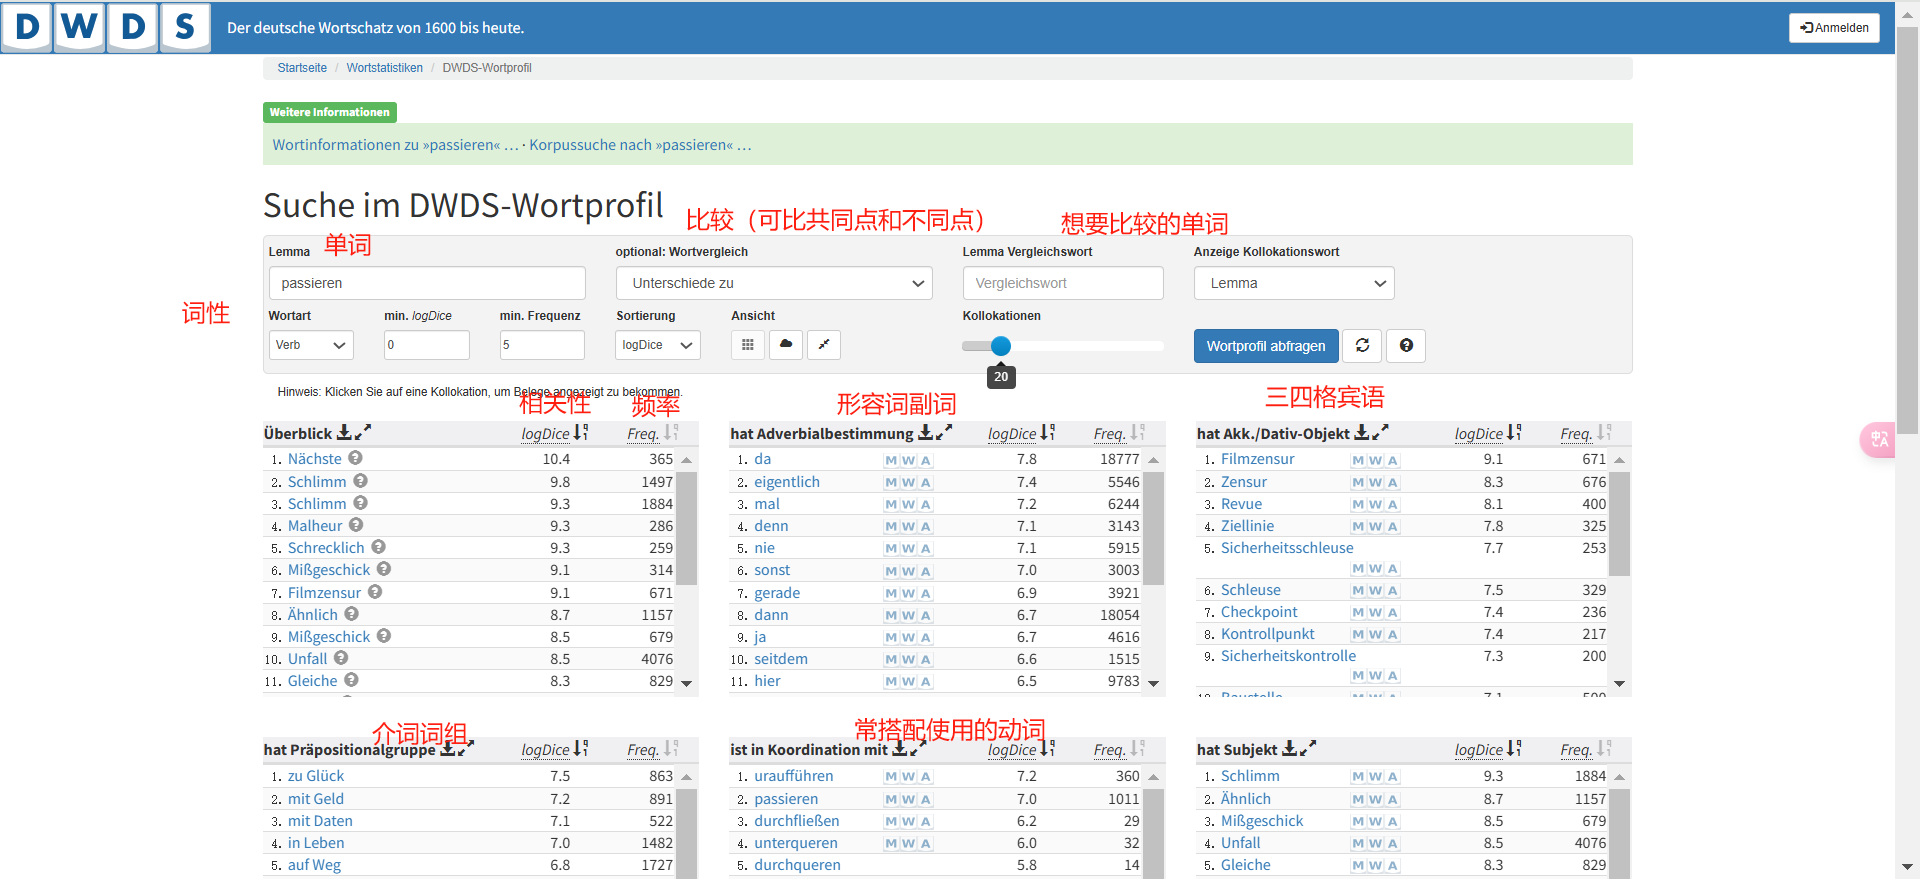 DWDS Der deutsche Wortschatz von 1600 bis heute. Anmelden
Startseite / Wortstatistiken / DWDS-Wortprofil
Weitere Informationen
Wortinformationen zu »passieren« … · Korpussuche nach »passieren« …
Suche im DWDS-Wortprofil
比较（可比共同点和不同点）
想要比较的单词
Lemma 单词 optional: Wortvergleich Lemma Vergleichswort Anzeige Kollokationswort
passieren Unterschiede zu Vergleichswort Lemma
词性
Wortart min. logDice min. Frequenz Sortierung Ansicht Kollokationen
Verb 0 5 logDice Wortprofil abfragen
20
Hinweis: Klicken Sie auf eine Kollokation, um Belege angezeigt zu bekommen.
相关性 频率 形容词副词 三四格宾语
Überblick logDice Freq.
1. Nächste 10.4 365
2. Schlimm 9.8 1497
3. Schlimm 9.3 1884
4. Malheur 9.3 286
5. Schrecklich 9.3 259
6. Mißgeschick 9.1 314
7. Filmzensur 9.1 671
8. Ähnlich 8.7 1157
9. Mißgeschick 8.5 679
10. Unfall 8.5 4076
11. Gleiche 8.3 829
hat Adverbialbestimmung logDice Freq.
1. da M W A 7.8 18777
2. eigentlich M W A 7.4 5546
3. mal M W A 7.2 6244
4. denn M W A 7.1 3143
5. nie M W A 7.1 5915
6. sonst M W A 7.0 3003
7. gerade M W A 6.9 3921
8. dann M W A 6.7 18054
9. ja M W A 6.7 4616
10. seitdem M W A 6.6 1515
11. hier M W A 6.5 9783
hat Akk./Dativ-Objekt logDice Freq.
1. Filmzensur M W A 9.1 671
2. Zensur M W A 8.3 676
3. Revue M W A 8.1 400
4. Ziellinie M W A 7.8 325
5. Sicherheitsschleuse 7.7 253
M W A
6. Schleuse M W A 7.5 329
7. Checkpoint M W A 7.4 236
8. Kontrollpunkt M W A 7.4 217
9. Sicherheitskontrolle 7.3 200
M W A
10. Baustelle M W A 7.1 500
介词词组
hat Präpositionalgruppe logDice Freq.
1. zu Glück 7.5 863
2. mit Geld 7.2 891
3. mit Daten 7.1 522
4. in Leben 7.0 1482
5. auf Weg 6.8 1727
常搭配使用的动词
ist in Koordination mit logDice Freq.
1. uraufführen M W A 7.2 360
2. passieren M W A 7.0 1011
3. durchfließen M W A 6.2 29
4. unterqueren M W A 6.0 32
5. durchqueren 5.8 14
hat Subjekt logDice Freq.
1. Schlimm M W A 9.3 1884
2. Ähnlich M W A 8.7 1157
3. Mißgeschick M W A 8.5 679
4. Unfall M W A 8.5 4076
5. Gleiche M W A 8.3 829